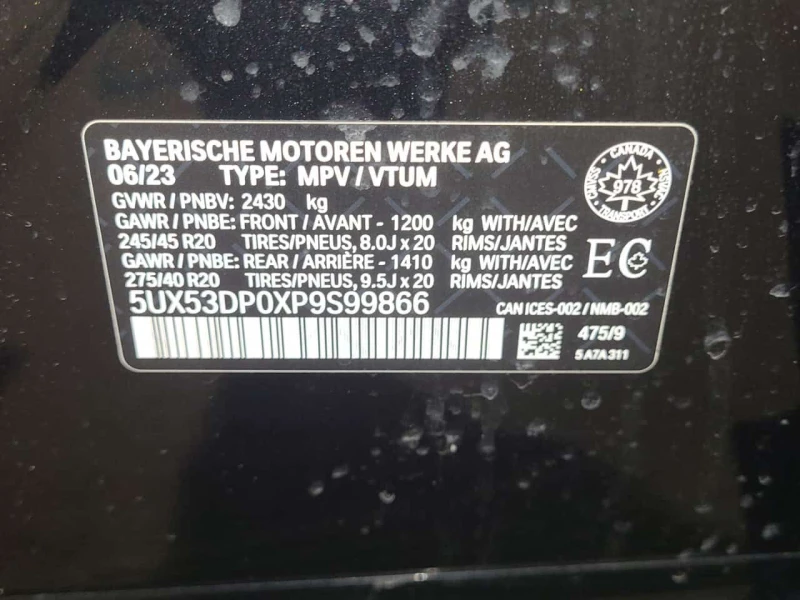 BAYERISCHE MOTOREN WERKE AG
06/23 TYPE: MPV / VTUM
GVWR / PNBV: 2430 kg
GAWR / PNBE: FRONT / AVANT - 1200 kg WITH/AVEC
245/45 R20 TIRES/PNEUS, 8.0J x 20 RIMS/JANTES
GAWR / PNBE: REAR / ARRIÈRE - 1410 kg WITH/AVEC
275/40 R20 TIRES/PNEUS, 9.5J x 20 RIMS/JANTES
5UX53DP0XP9S99866
CAN ICES-002 / NMB-002
475/9
5A7A311
CANADA
CMVSS
978
NSVAC
TRANSPORT
EC